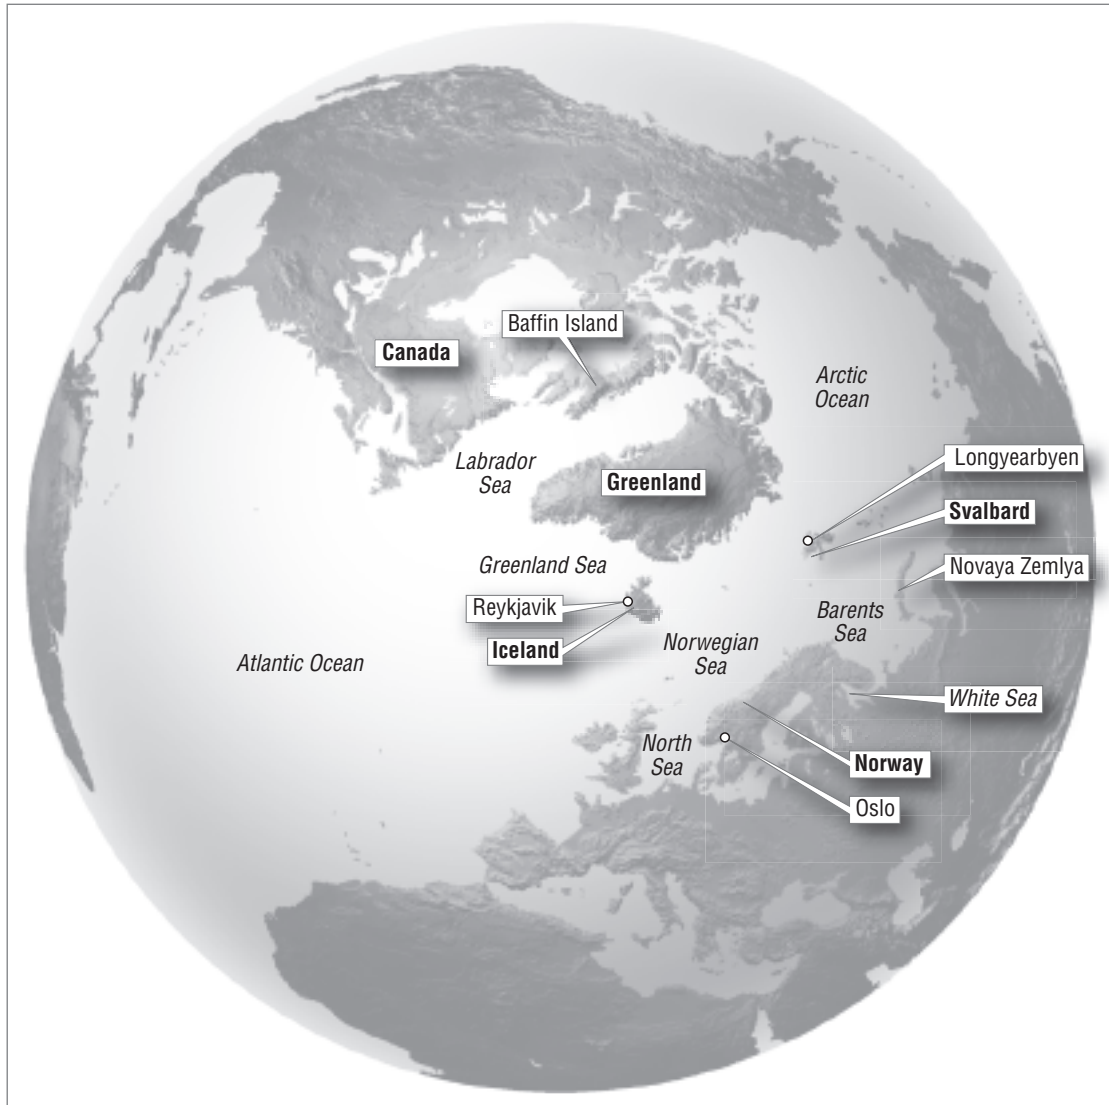 Baffin Island
Canada
Arctic
Ocean
Labrador
Sea
Longyearbyen
Greenland
Svalbard
Greenland Sea
Novaya Zemlya
Reykjavik
Barents
Sea
Iceland
Norwegian
Sea
Atlantic Ocean
White Sea
North
Sea
Norway
Oslo